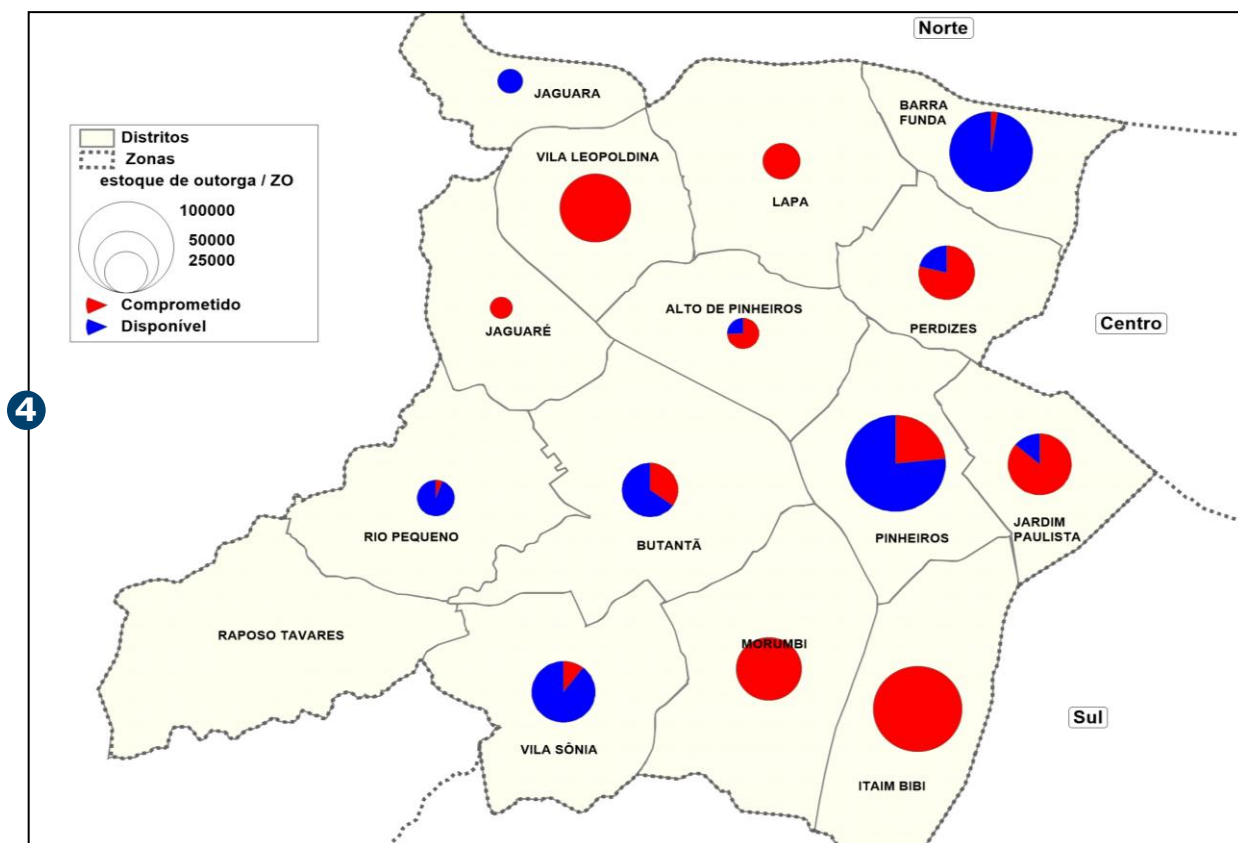 Norte
JAGUARA
BARRA
FUNDA
Distritos
Zonas
estoque de outorga / ZO
100000
50000
25000
Comprometido
Disponível
VILA LEOPOLDINA
LAPA
ALTO DE PINHEIROS
JAGUARÉ
PERDIZES
Centro
4
RIO PEQUENO
BUTANTÃ
PINHEIROS
JARDIM
PAULISTA
RAPOSO TAVARES
MORUMBI
Sul
VILA SÔNIA
ITAIM BIBI